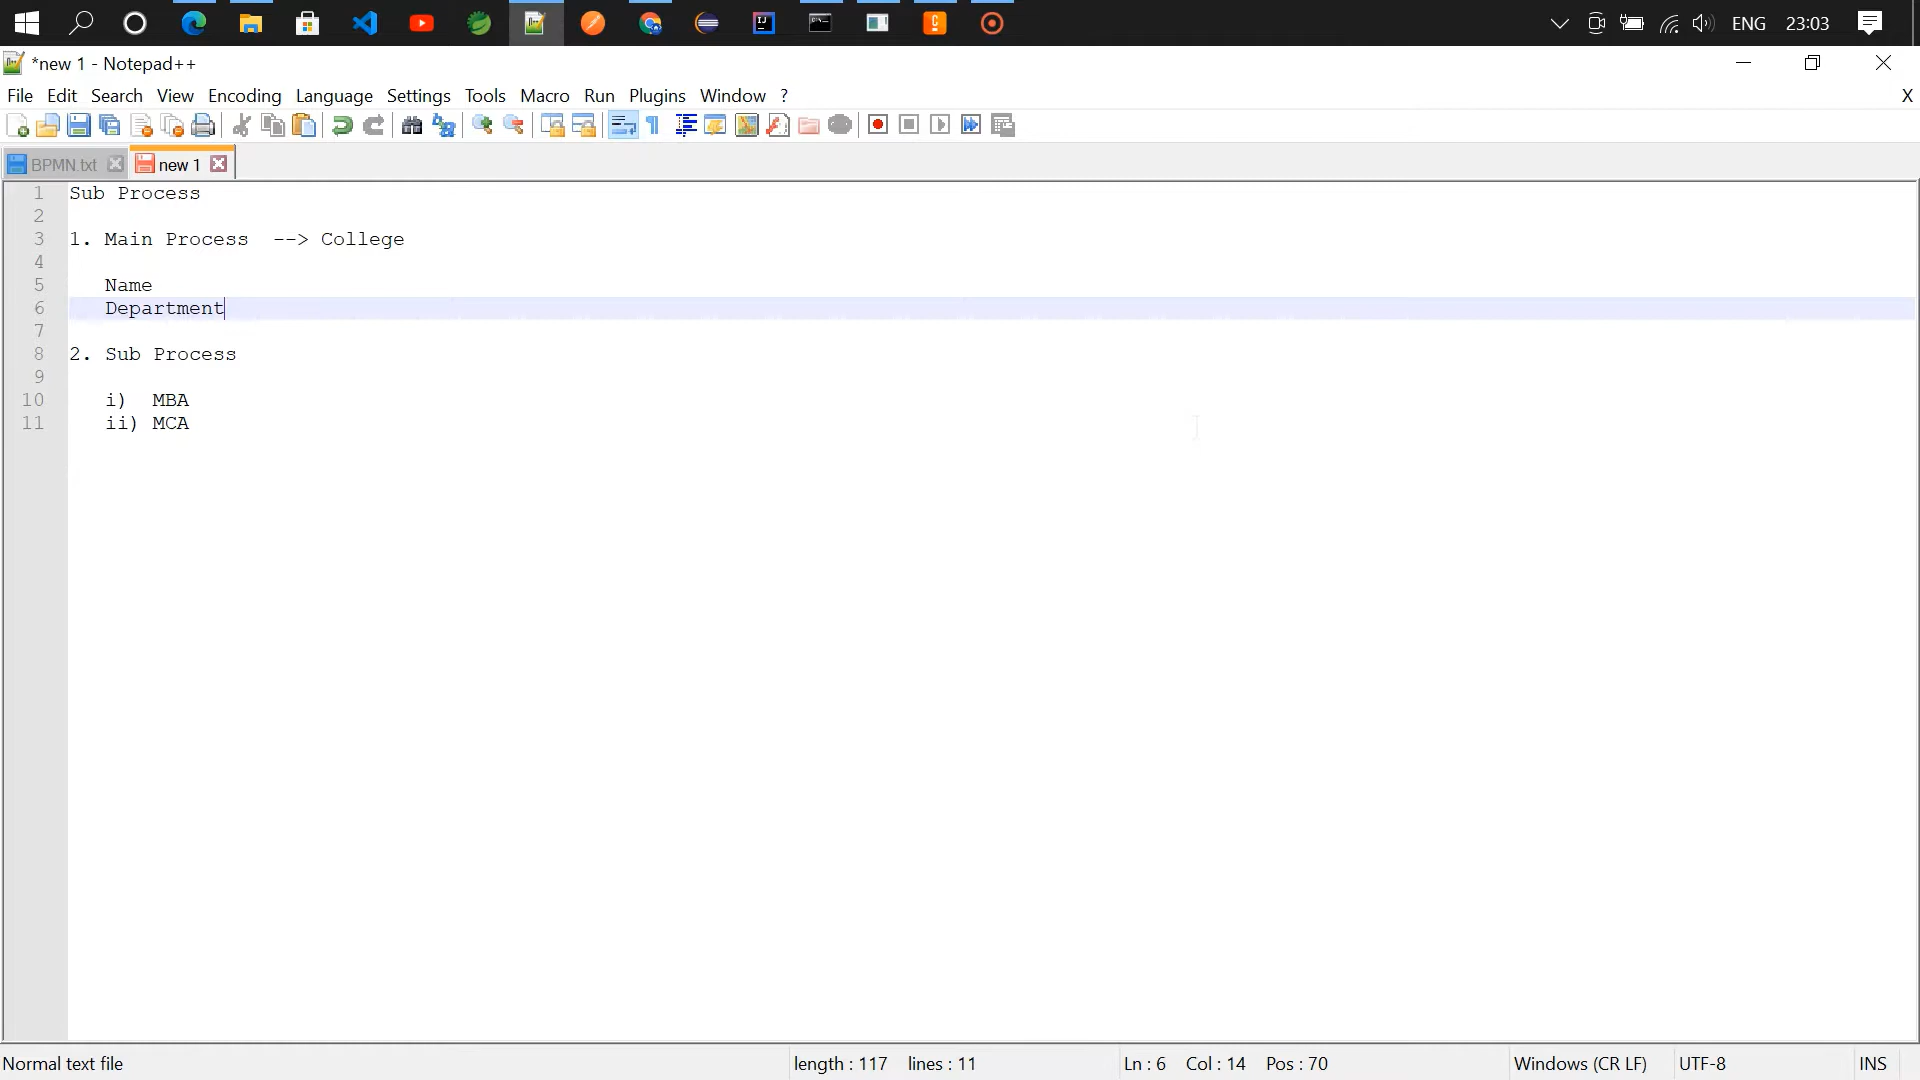 ENG 23:03
*new 1 - Notepad++
File Edit Search View Encoding Language Settings Tools Macro Run Plugins Window ? X
BPMN.txt new 1
1 Sub Process
2
3 1. Main Process --> College
4
5 Name
6 Department
7
8 2. Sub Process
9
10 i) MBA
11 ii) MCA
Normal text file length : 117 lines : 11 Ln : 6 Col : 14 Pos : 70 Windows (CR LF) UTF-8 INS